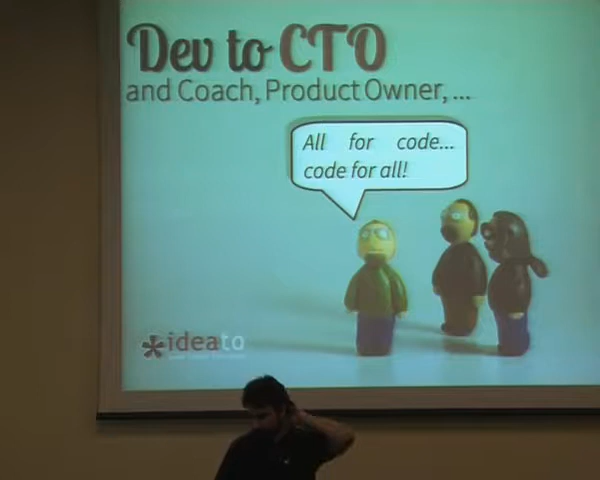 Dev to CTO
and Coach, Product Owner, ...
All for code...
code for all!
ideato